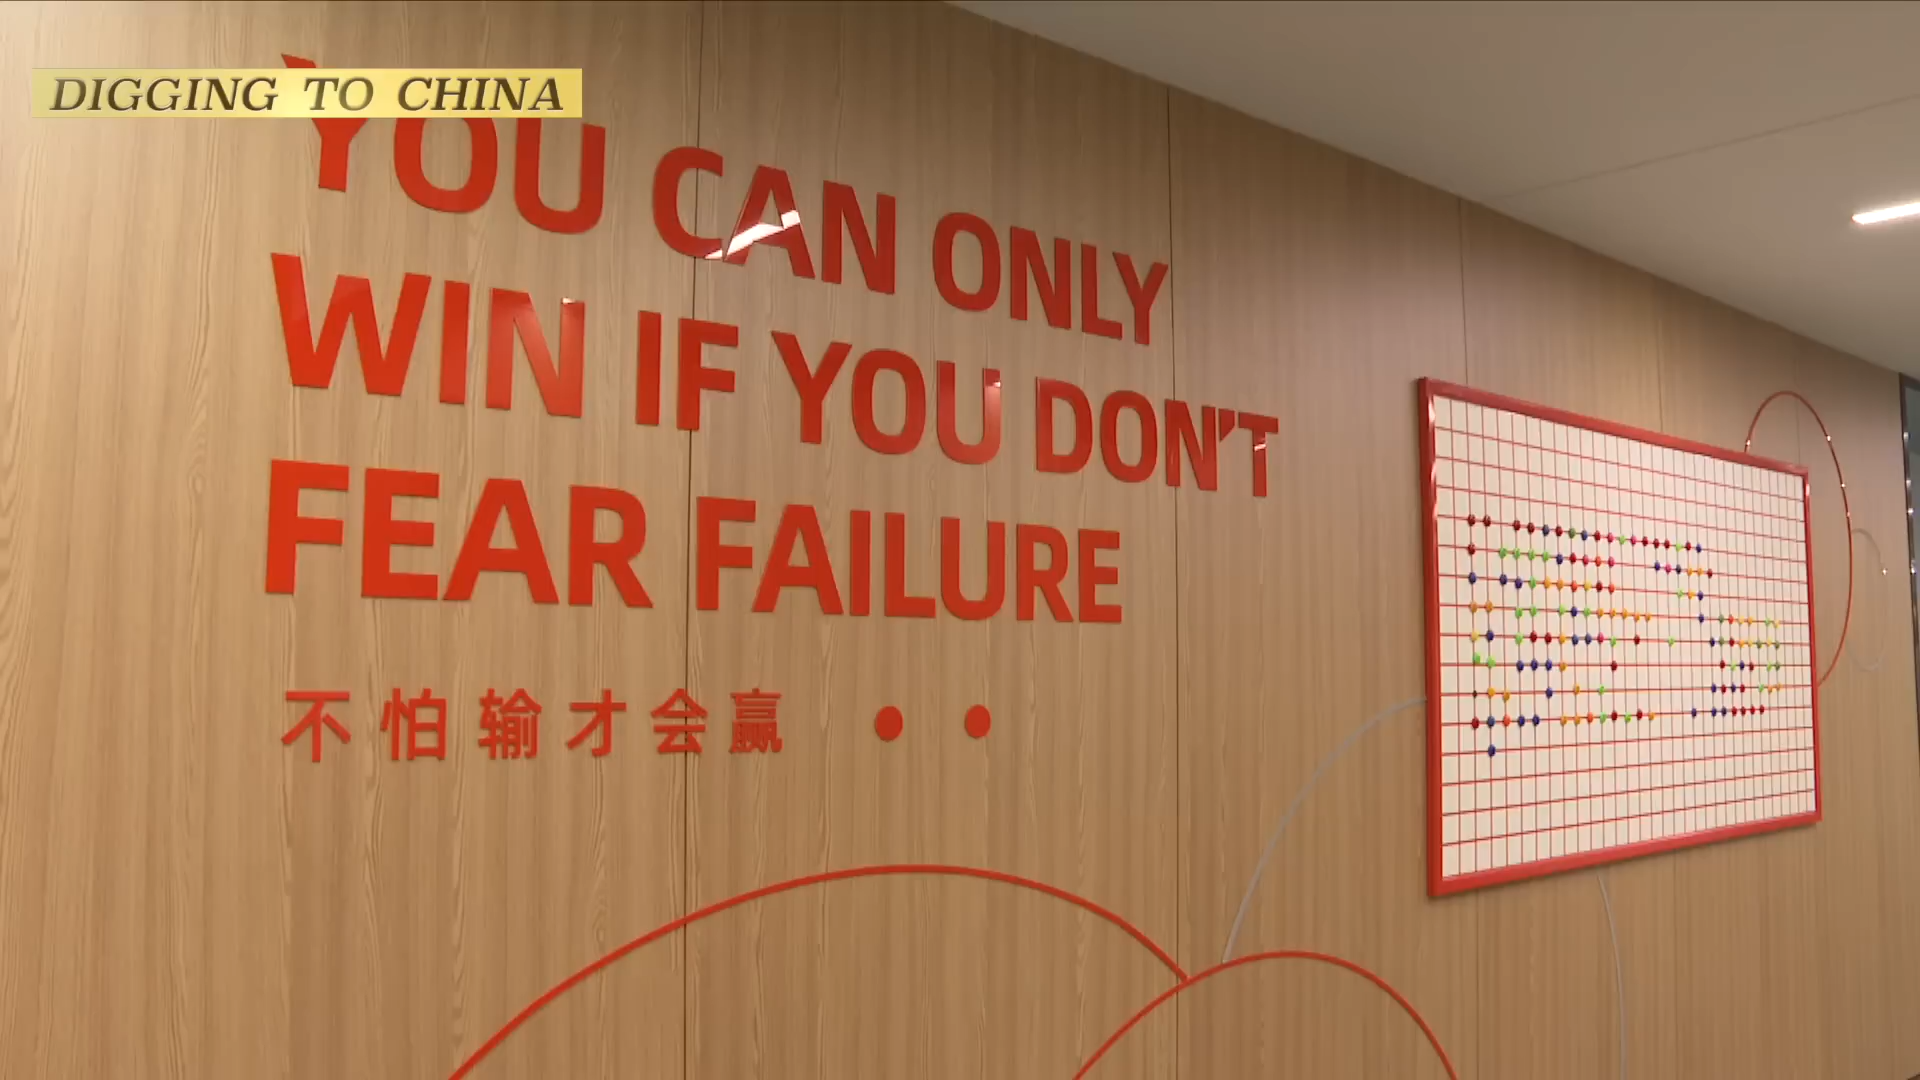 DIGGING TO CHINA
YOU CAN ONLY
WIN IF YOU DON'T
FEAR FAILURE
不怕输才会赢